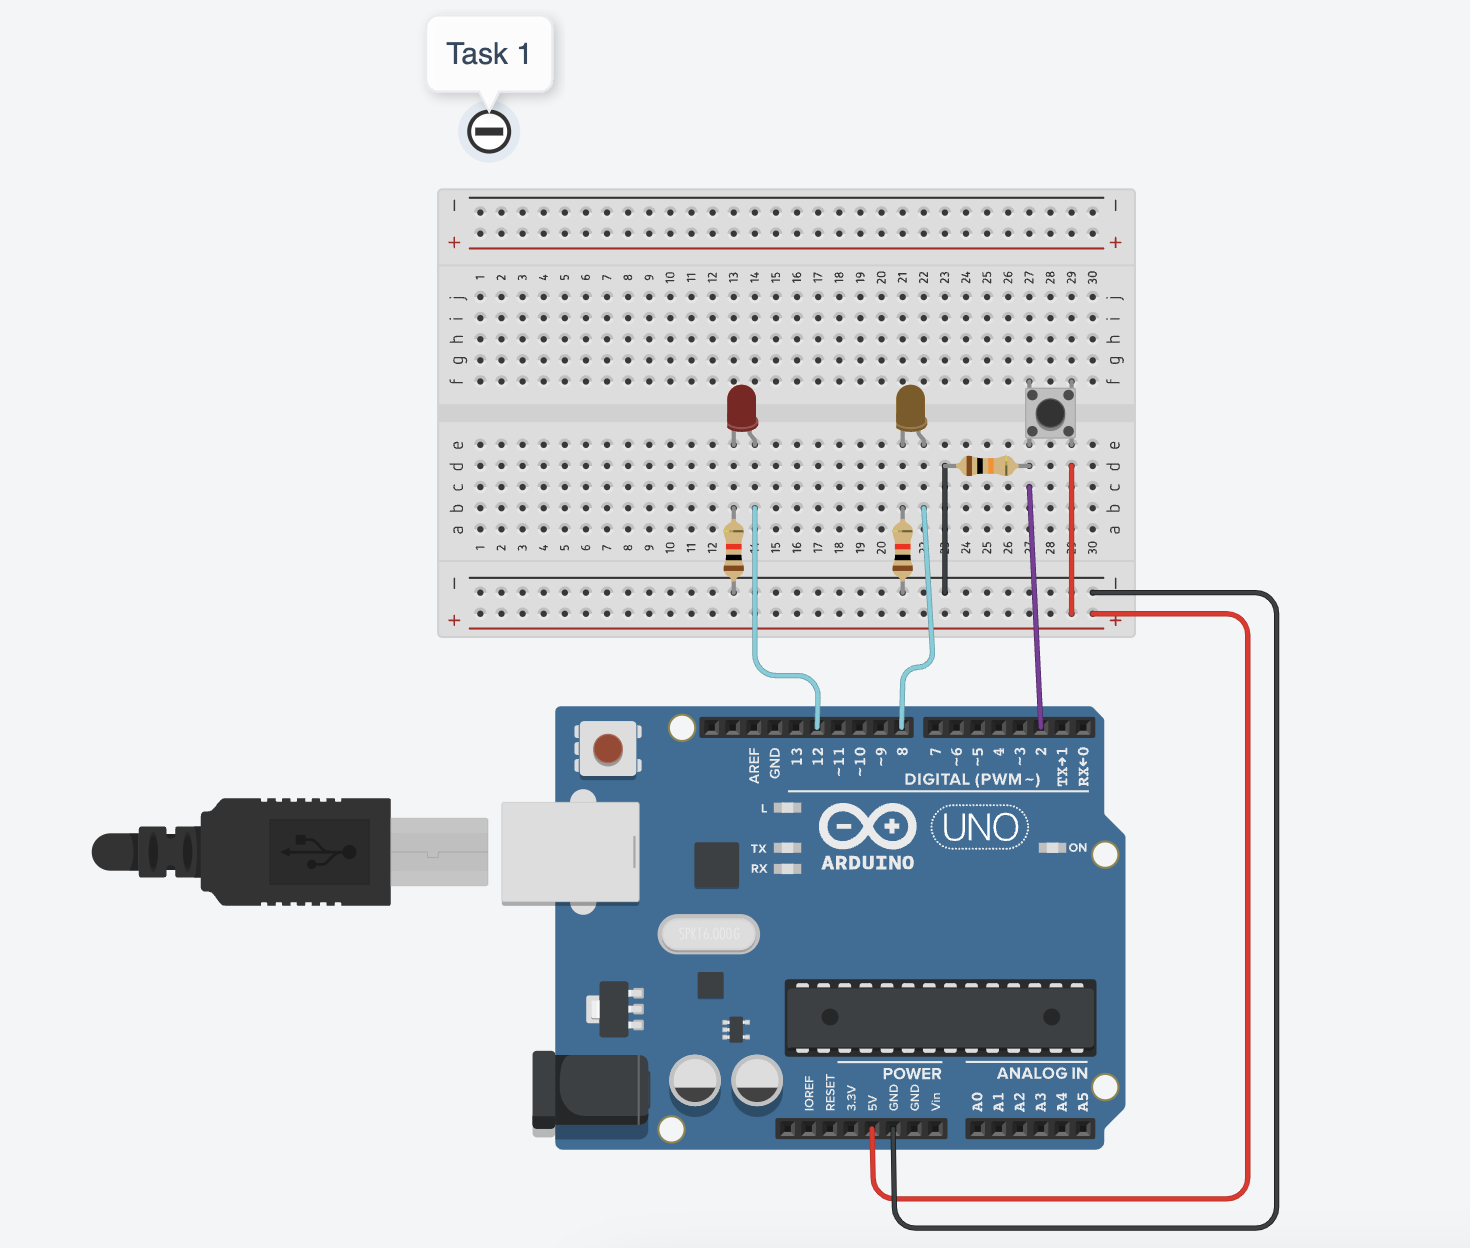 Task 1
− −
+ +
1 2 3 4 5 6 7 8 9 10 11 12 13 14 15 16 17 18 19 20 21 22 23 24 25 26 27 28 29 30
j j
i i
h h
g g
f f
e e
d d
c c
b b
a a
1 2 3 4 5 6 7 8 9 10 11 12 15 16 17 18 19 20 24 25 26 28 30
− −
+ +
AREF GND 13 12 ~11 ~10 ~9 8 7 ~6 ~5 4 ~3 2 TX→1 RX←0
DIGITAL (PWM~)
L
UNO
TX
RX
ARDUINO
ON
SPK16.000G
POWER
ANALOG IN
IOREF RESET 3.3V 5V GND GND Vin A0 A1 A2 A3 A4 A5